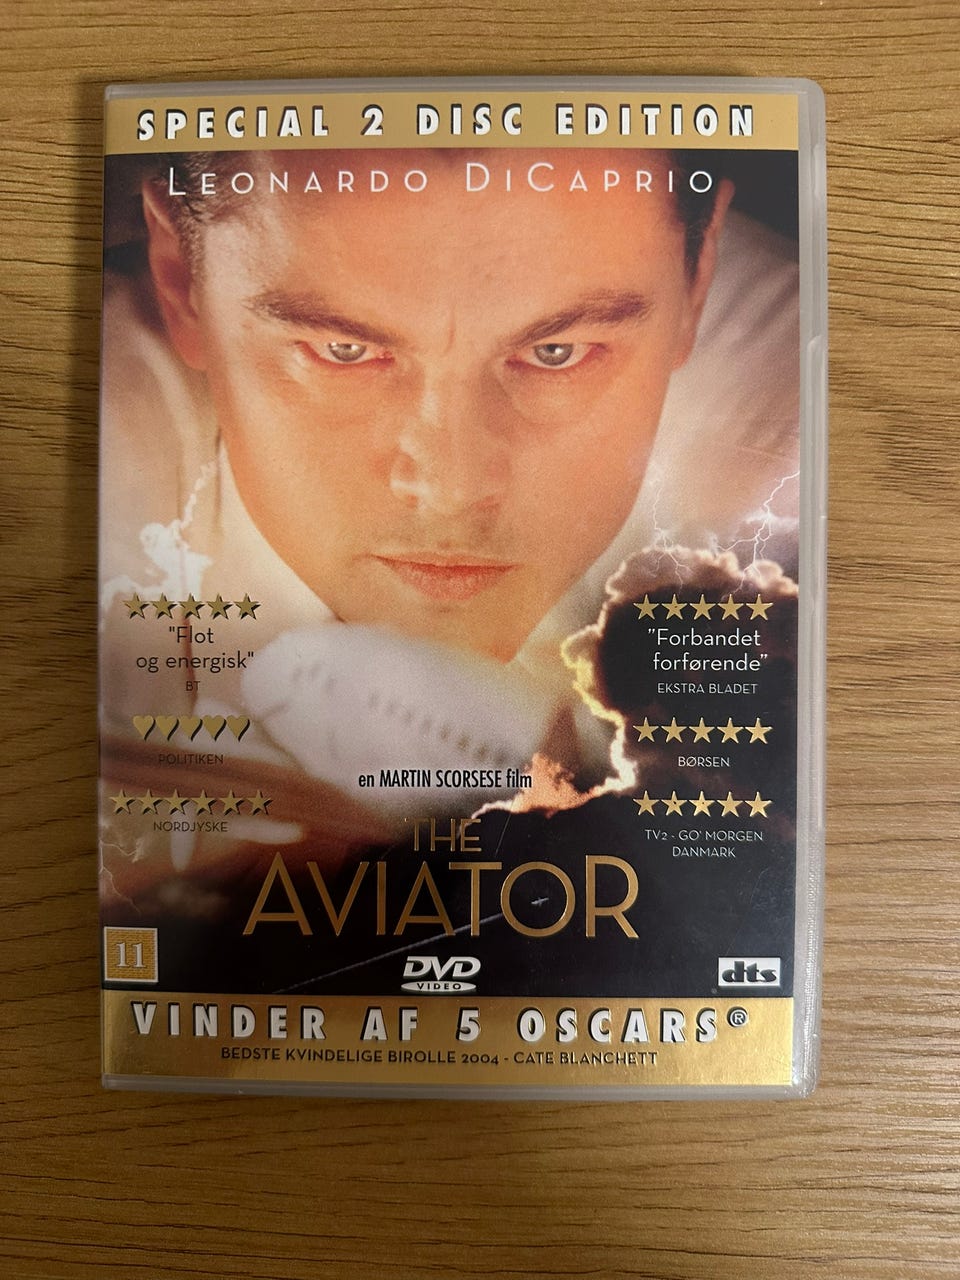 SPECIAL 2 DISC EDITION
LEONARDO DICAPRIO
"Flot
og energisk"
BT
POLITIKEN
NORDJYSKE
"Forbandet
forførende"
EKSTRA BLADET
BØRSEN
TV2 - GO' MORGEN
DANMARK
en MARTIN SCORSESE film
THE
AVIATOR
11
DVD
VIDEO
dts
VINDER AF 5 OSCARS®
BEDSTE KVINDELIGE BIROLLE 2004 - CATE BLANCHETT